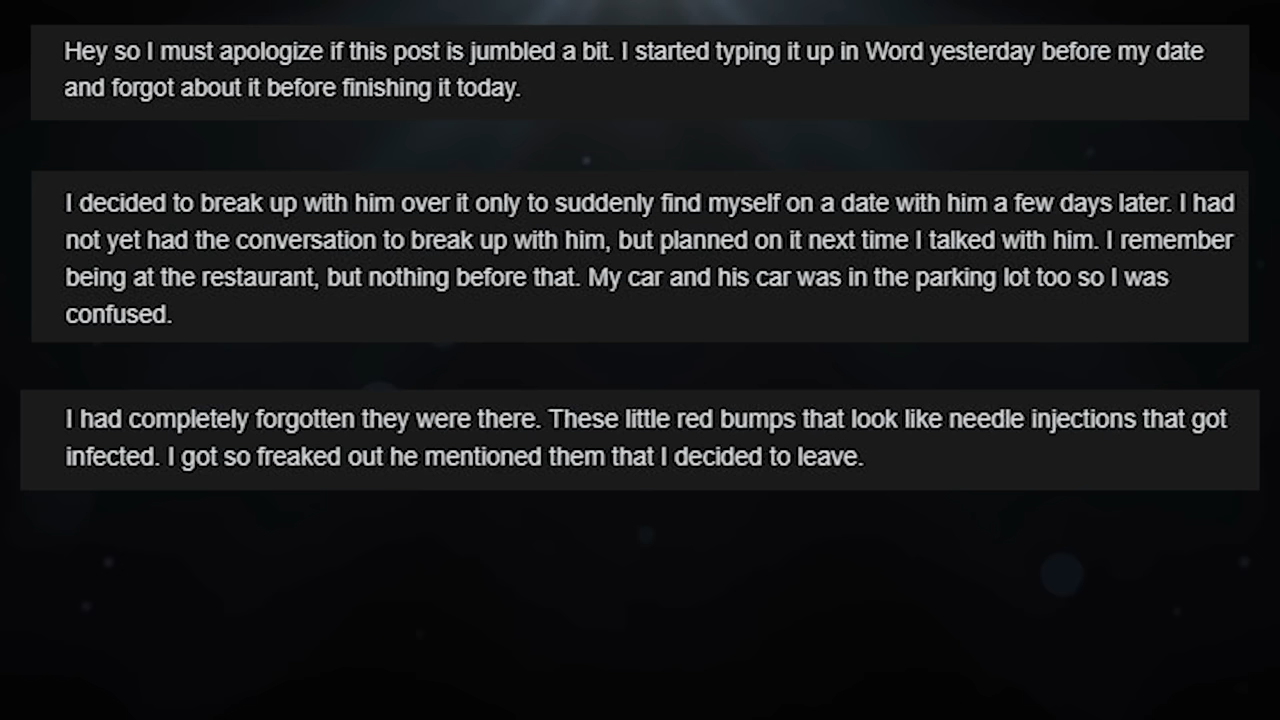 Hey so I must apologize if this post is jumbled a bit. I started typing it up in Word yesterday before my date
and forgot about it before finishing it today.
I decided to break up with him over it only to suddenly find myself on a date with him a few days later. I had
not yet had the conversation to break up with him, but planned on it next time I talked with him. I remember
being at the restaurant, but nothing before that. My car and his car was in the parking lot too so I was
confused.
I had completely forgotten they were there. These little red bumps that look like needle injections that got
infected. I got so freaked out he mentioned them that I decided to leave.